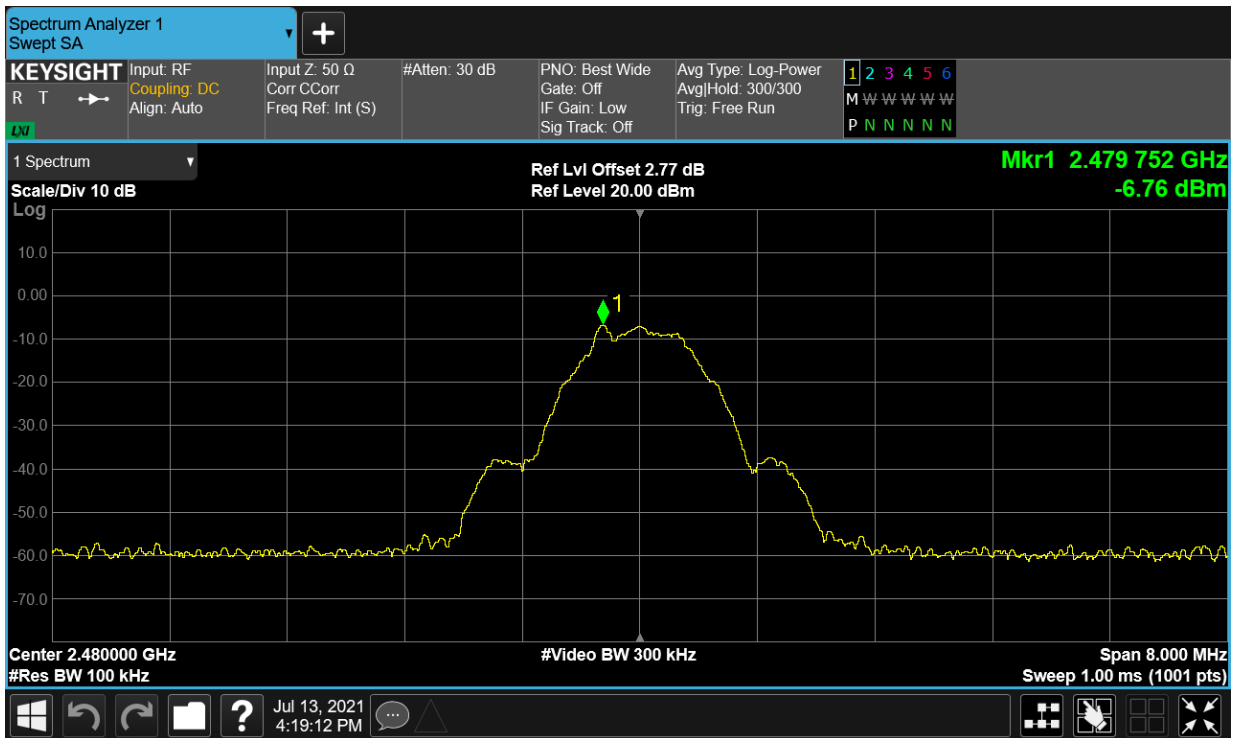 Spectrum Analyzer 1
Swept SA
KEYSIGHT
R T
LXI
Input: RF
Coupling: DC
Align: Auto
Input Z: 50 Ω
Corr CCorr
Freq Ref: Int (S)
#Atten: 30 dB
PNO: Best Wide
Gate: Off
IF Gain: Low
Sig Track: Off
Avg Type: Log-Power
Avg|Hold: 300/300
Trig: Free Run
1 2 3 4 5 6
M W W W W W
P N N N N N
1 Spectrum
Scale/Div 10 dB
Log
Ref Lvl Offset 2.77 dB
Ref Level 20.00 dBm
Mkr1 2.479 752 GHz
-6.76 dBm
10.0
0.00
1
-10.0
-20.0
-30.0
-40.0
-50.0
-60.0
-70.0
Center 2.480000 GHz
#Res BW 100 kHz
#Video BW 300 kHz
Span 8.000 MHz
Sweep 1.00 ms (1001 pts)
?
Jul 13, 2021
4:19:12 PM